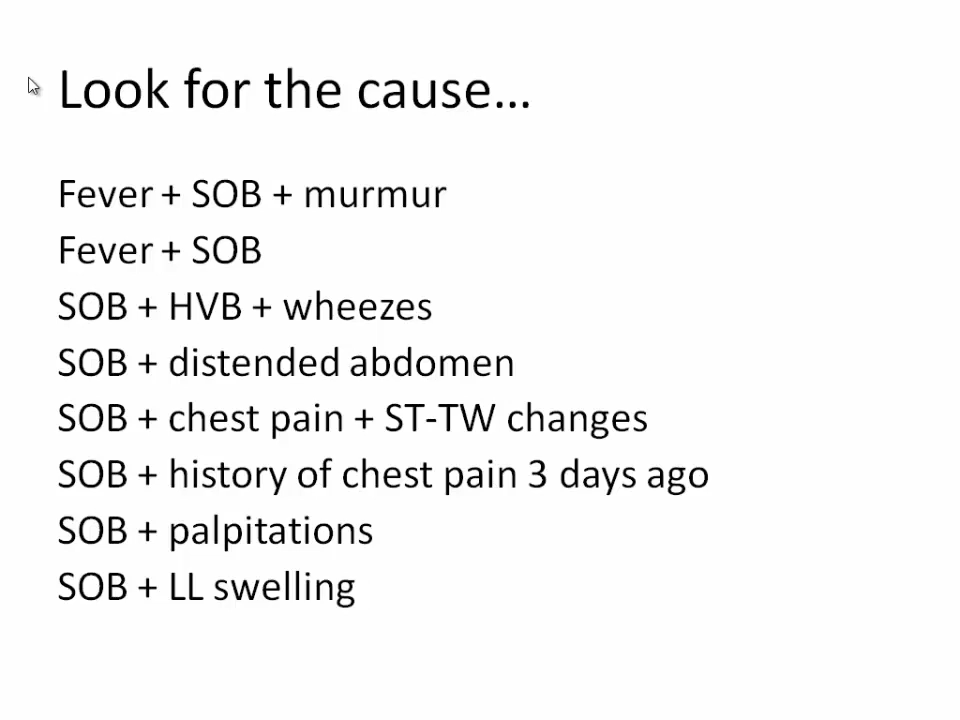 Look for the cause...
Fever + SOB + murmur
Fever + SOB
SOB + HVB + wheezes
SOB + distended abdomen
SOB + chest pain + ST-TW changes
SOB + history of chest pain 3 days ago
SOB + palpitations
SOB + LL swelling